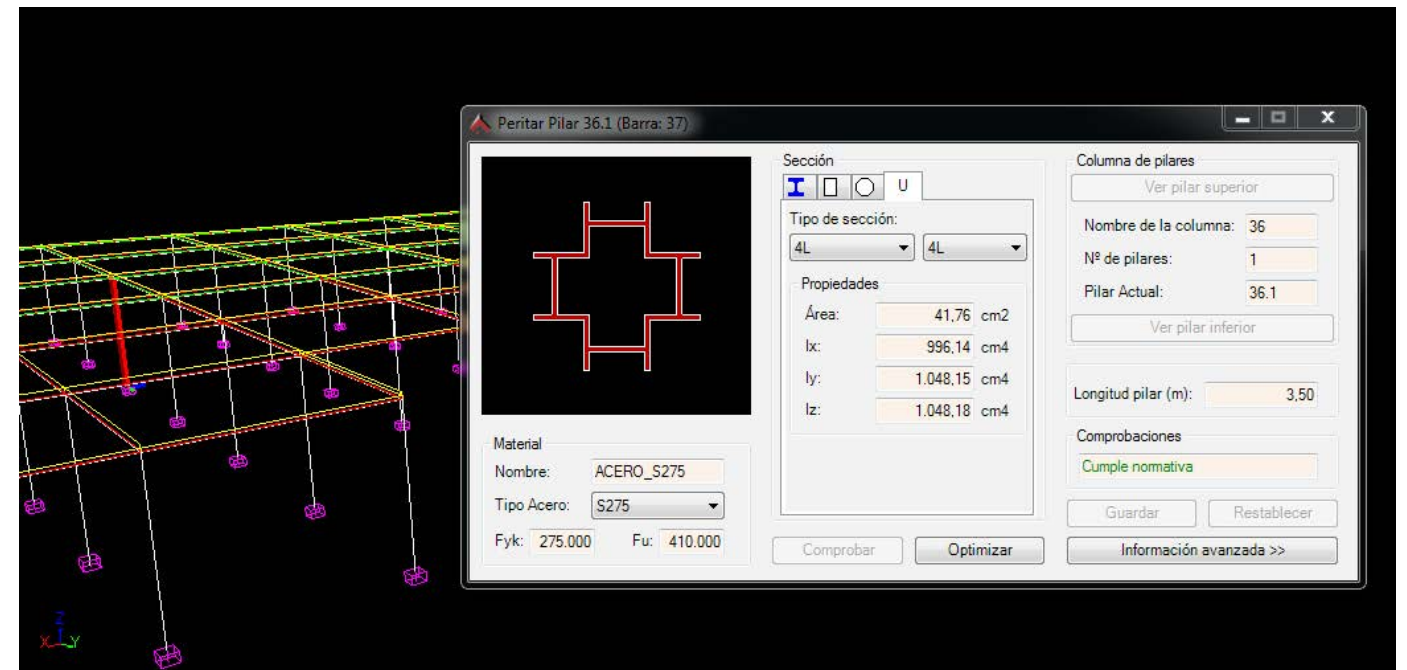 Peritar Pilar 36.1 (Barra: 37)
Sección
U
Tipo de sección:
4L 4L
Propiedades
Área: 41,76 cm2
Ix: 996,14 cm4
Iy: 1.048,15 cm4
Iz: 1.048,18 cm4
Material
Nombre: ACERO_S275
Tipo Acero: S275
Fyk: 275.000 Fu: 410.000
Comprobar Optimizar
Columna de pilares
Ver pilar superior
Nombre de la columna: 36
Nº de pilares: 1
Pilar Actual: 36.1
Ver pilar inferior
Longitud pilar (m): 3,50
Comprobaciones
Cumple normativa
Guardar Restablecer
Información avanzada >>
Z
X Y